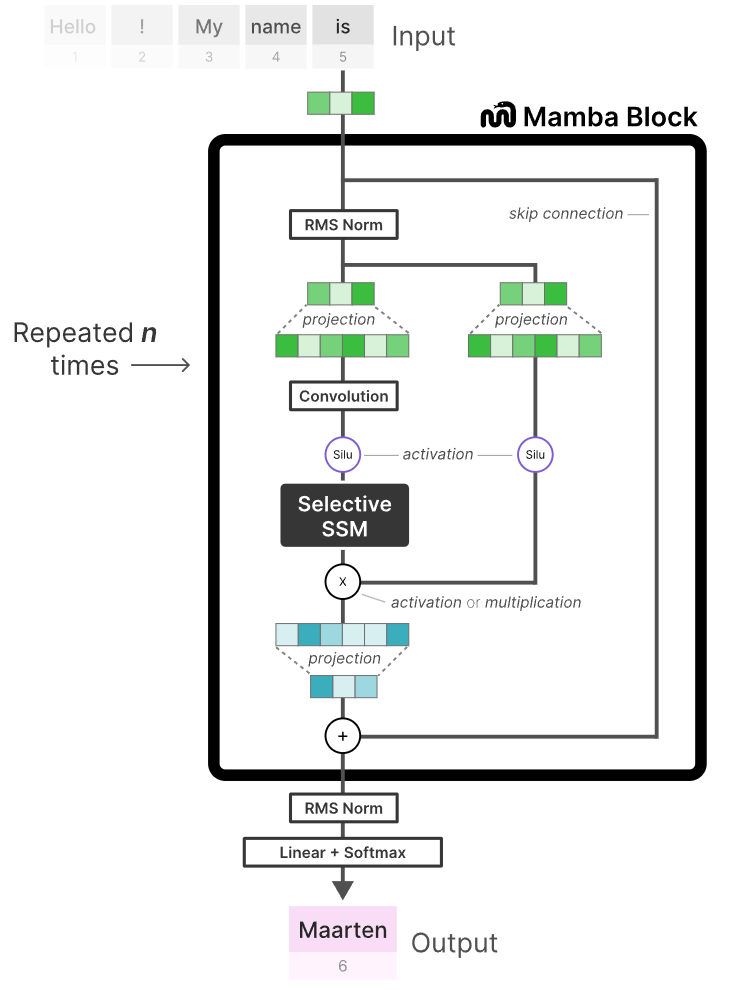 Hello ! My name is
1 2 3 4 5
Input
Mamba Block
skip connection
RMS Norm
projection projection
Repeated n
times
Convolution
Silu activation Silu
Selective
SSM
x
activation or multiplication
projection
+
RMS Norm
Linear + Softmax
Maarten
6
Output